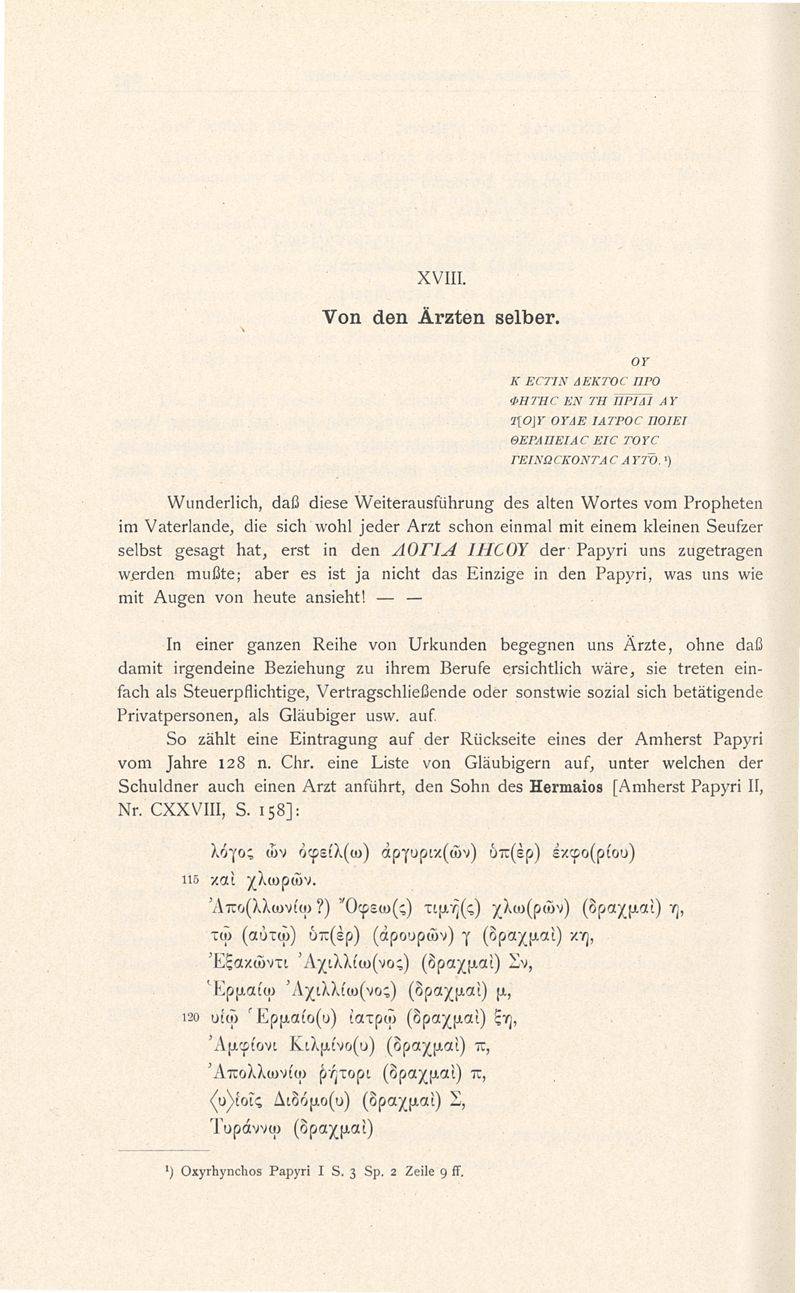 XVIII.
Von den Ärzten selber.
ΟΥ
Κ ΕϹΤΙΝ ΔΕΚΤΟϹ ΠΡΟ
ΦΗΤΗϹ ΕΝ ΤΗ Π̅Ρ̅Ι̅Δ̅Ι̅ ΑΥ
Τ[Ο]Υ ΟΥΔΕ ΙΑΤΡΟϹ ΠΟΙΕΙ
ΘΕΡΑΠΕΙΑϹ ΕΙϹ ΤΟΥϹ
ΓΕΙΝΩϹΚΟΝΤΑϹ ΑΥΤΟ̅. ¹)
Wunderlich, daß diese Weiterausführung des alten Wortes vom Propheten
im Vaterlande, die sich wohl jeder Arzt schon einmal mit einem kleinen Seufzer
selbst gesagt hat, erst in den ΛΟΓΙΑ ΙΗϹΟΥ der Papyri uns zugetragen
werden mußte; aber es ist ja nicht das Einzige in den Papyri, was uns wie
mit Augen von heute ansieht! — —
In einer ganzen Reihe von Urkunden begegnen uns Ärzte, ohne daß
damit irgendeine Beziehung zu ihrem Berufe ersichtlich wäre, sie treten ein-
fach als Steuerpflichtige, Vertragschließende oder sonstwie sozial sich betätigende
Privatpersonen, als Gläubiger usw. auf.
So zählt eine Eintragung auf der Rückseite eines der Amherst Papyri
vom Jahre 128 n. Chr. eine Liste von Gläubigern auf, unter welchen der
Schuldner auch einen Arzt anführt, den Sohn des Hermaios [Amherst Papyri II,
Nr. CXXVIII, S. 158]:
λόγος ὧν ὀφείλ(ω) ἀργυρικ(ῶν) ὑπ(ὲρ) ἐκφο(ρίου)
115 καὶ χλωρῶν.
Ἀπο(λλωνίῳ?) Ὄφεω(ς) τιμῆ(ς) χλω(ρῶν) (δραχμαὶ) η,
τῷ (αὐτῷ) ὑπ(ὲρ) (ἀρουρῶν) γ (δραχμαὶ) κη,
Ἐξακῶντι Ἀχιλλίω(νος) (δραχμαὶ) Σν,
Ἑρμαίῳ Ἀχιλλίω(νος) (δραχμαὶ) μ,
120 υἱῷ Ἑρμαίο(υ) ἰατρῷ (δραχμαὶ) ξη,
Ἀμφίονι Κιλμίνο(υ) (δραχμαὶ) π,
Ἀπολλωνίῳ ῥήτορι (δραχμαὶ) π,
⟨υ⟩ἱοῖς Διδύμο(υ) (δραχμαὶ) Σ,
Τυράννῳ (δραχμαὶ)
¹) Oxyrhynchos Papyri I S. 3 Sp. 2 Zeile 9 ff.